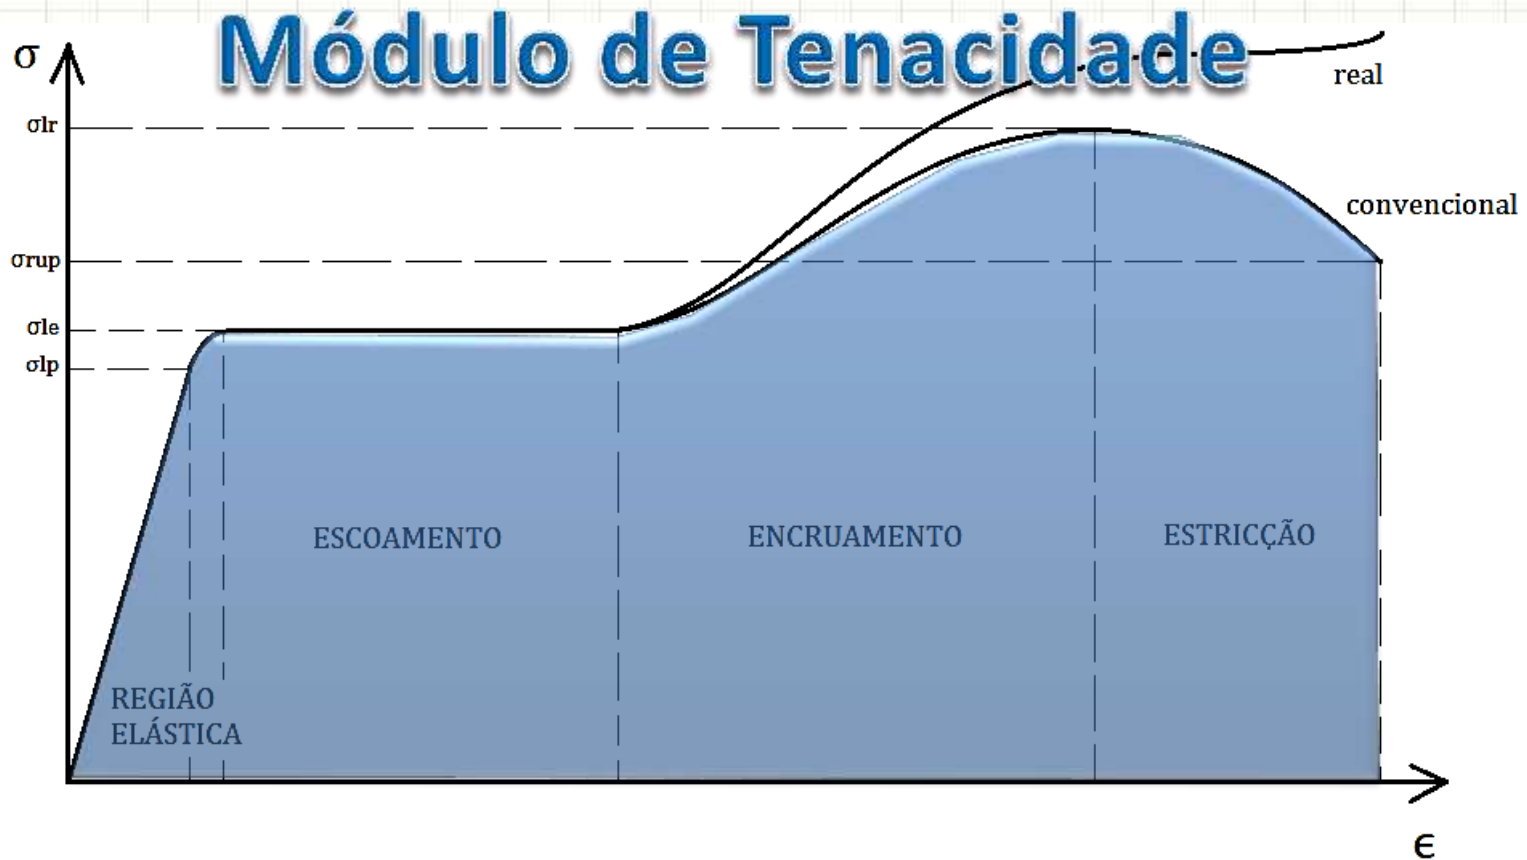 Módulo de Tenacidade
σ
real
σlr
convencional
σrup
σle
σlp
ESCOAMENTO
ENCRUAMENTO
ESTRICÇÃO
REGIÃO
ELÁSTICA
ϵ